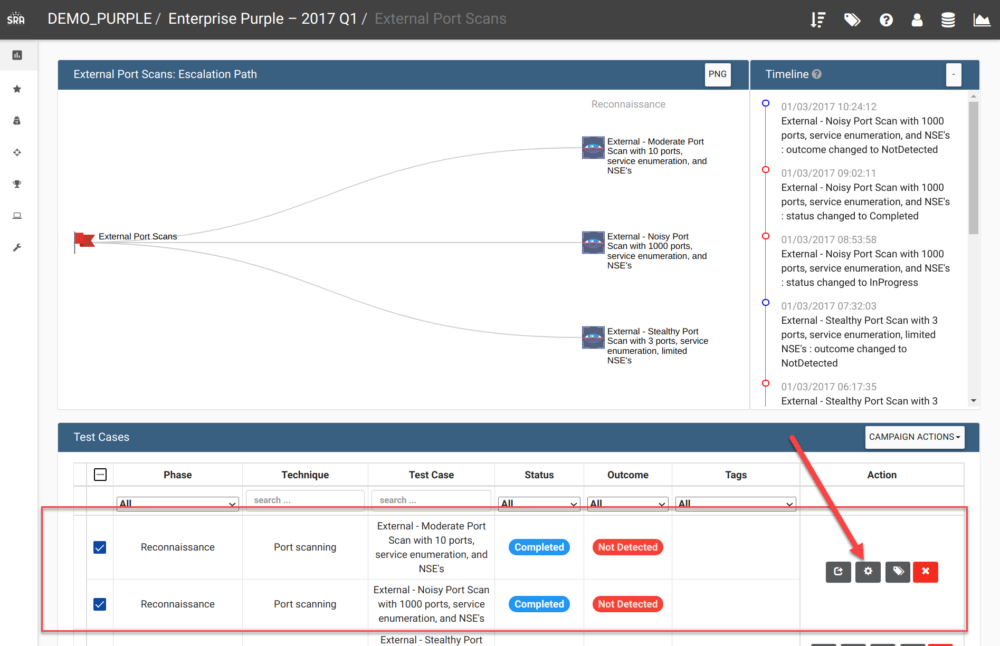 SRA
DEMO_PURPLE / Enterprise Purple – 2017 Q1 / External Port Scans
External Port Scans: Escalation Path
PNG
Reconnaissance
External - Moderate Port
Scan with 10 ports,
service enumeration, and
NSE's
External Port Scans
External - Noisy Port
Scan with 1000 ports,
service enumeration, and
NSE's
External - Stealthy Port
Scan with 3 ports, service
enumeration, limited
NSE's
Timeline ?
-
01/03/2017 10:24:12
External - Noisy Port Scan with 1000
ports, service enumeration, and NSE's
: outcome changed to NotDetected
01/03/2017 09:02:11
External - Noisy Port Scan with 1000
ports, service enumeration, and NSE's
: status changed to Completed
01/03/2017 08:53:58
External - Noisy Port Scan with 1000
ports, service enumeration, and NSE's
: status changed to InProgress
01/03/2017 07:32:03
External - Stealthy Port Scan with 3
ports, service enumeration, limited
NSE's : outcome changed to
NotDetected
01/03/2017 06:17:35
External - Stealthy Port Scan with 3
Test Cases
CAMPAIGN ACTIONS
Phase Technique Test Case Status Outcome Tags Action
All search ... search ... All All All
Reconnaissance Port scanning
External - Moderate Port
Scan with 10 ports,
service enumeration, and
NSE's
Completed Not Detected
Reconnaissance Port scanning
External - Noisy Port Scan
with 1000 ports, service
enumeration, and NSE's
Completed Not Detected
External - Stealthy Port